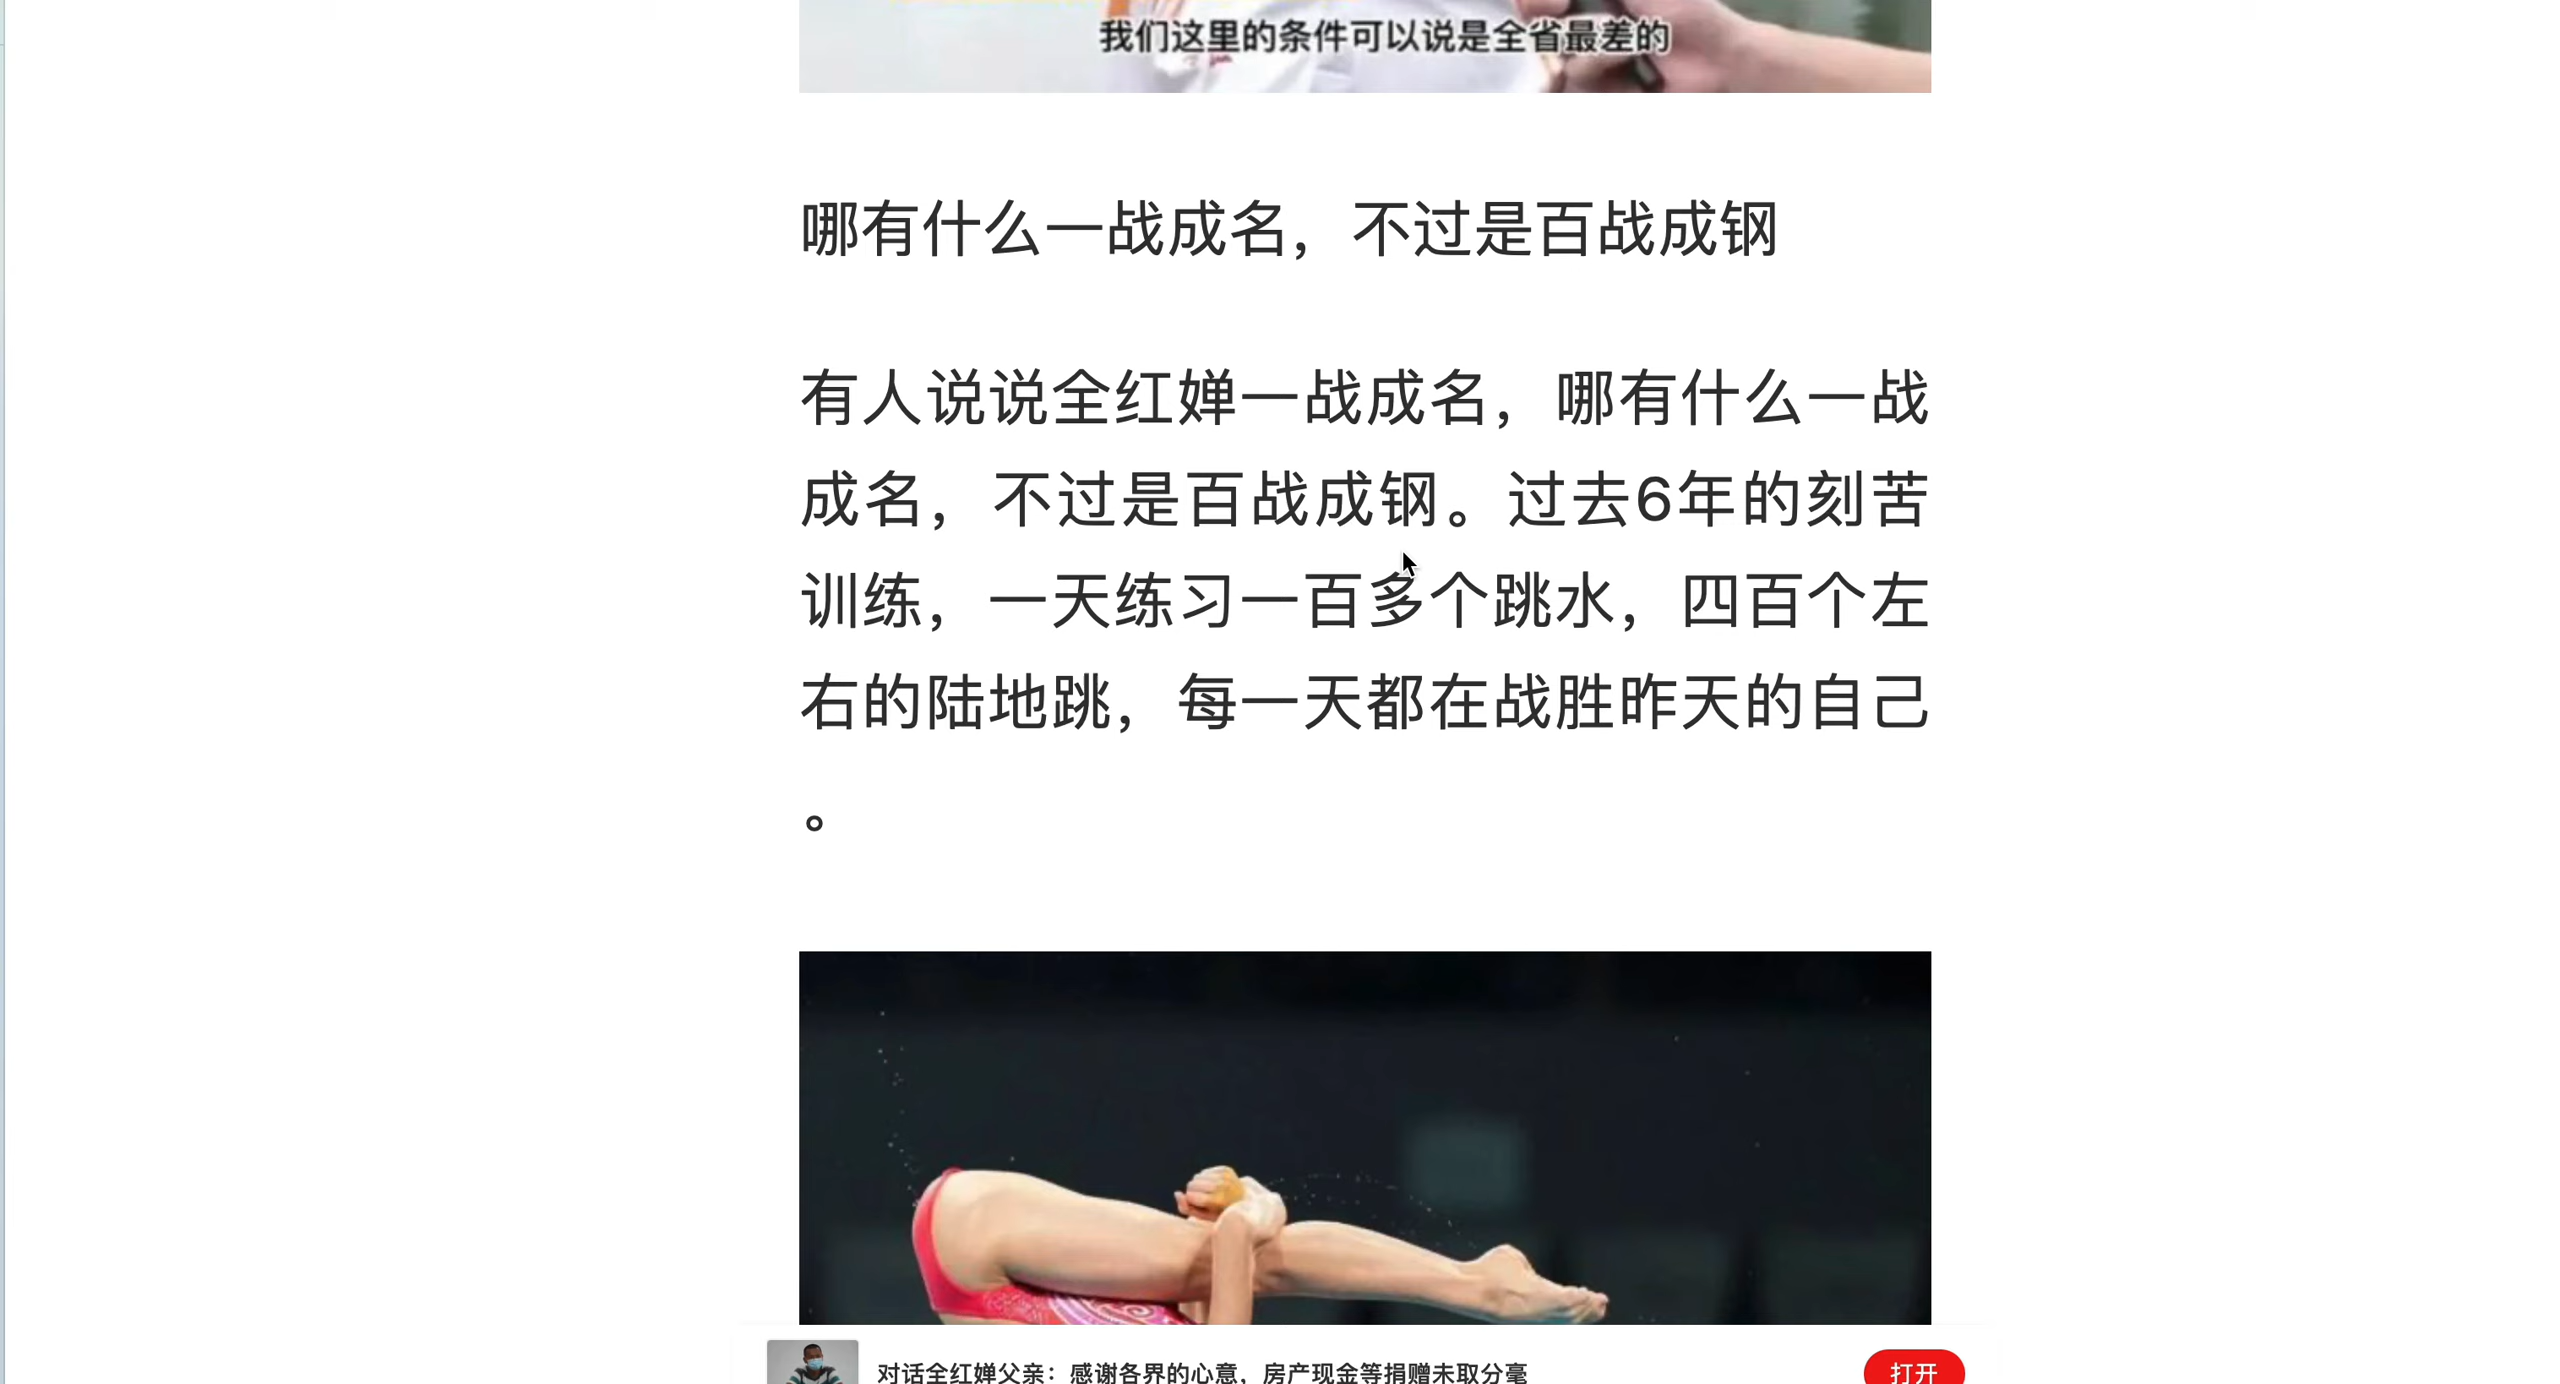 我们这里的条件可以说是全省最差的
哪有什么一战成名，不过是百战成钢
有人说说全红婵一战成名，哪有什么一战
成名，不过是百战成钢。过去6年的刻苦
训练，一天练习一百多个跳水，四百个左
右的陆地跳，每一天都在战胜昨天的自己
。
对话全红婵父亲：感谢各界的心意，房产现金等捐赠未取分毫
打开